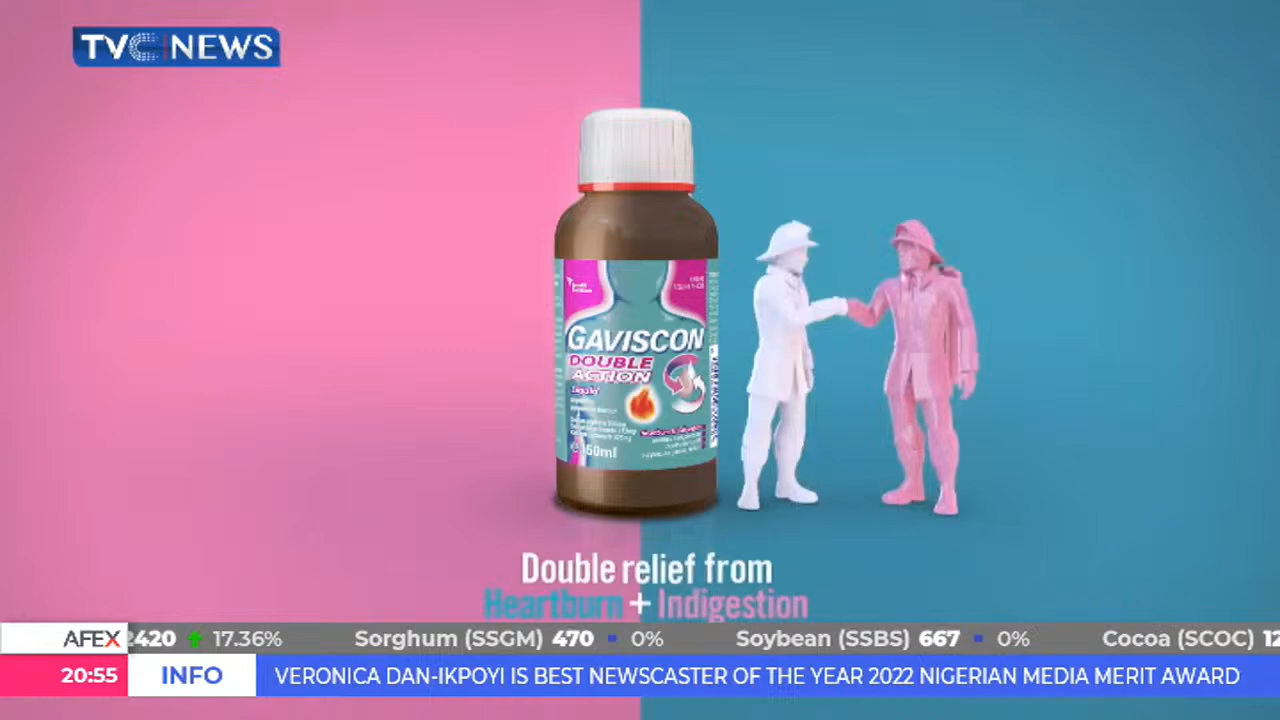 TVC NEWS
GAVISCON
DOUBLE
ACTION
Liquid
150ml
Double relief from
Heartburn + Indigestion
AFEX 2420 17.36% Sorghum (SSGM) 470 0% Soybean (SSBS) 667 0% Cocoa (SCOC)
20:55 INFO VERONICA DAN-IKPOYI IS BEST NEWSCASTER OF THE YEAR 2022 NIGERIAN MEDIA MERIT AWARD